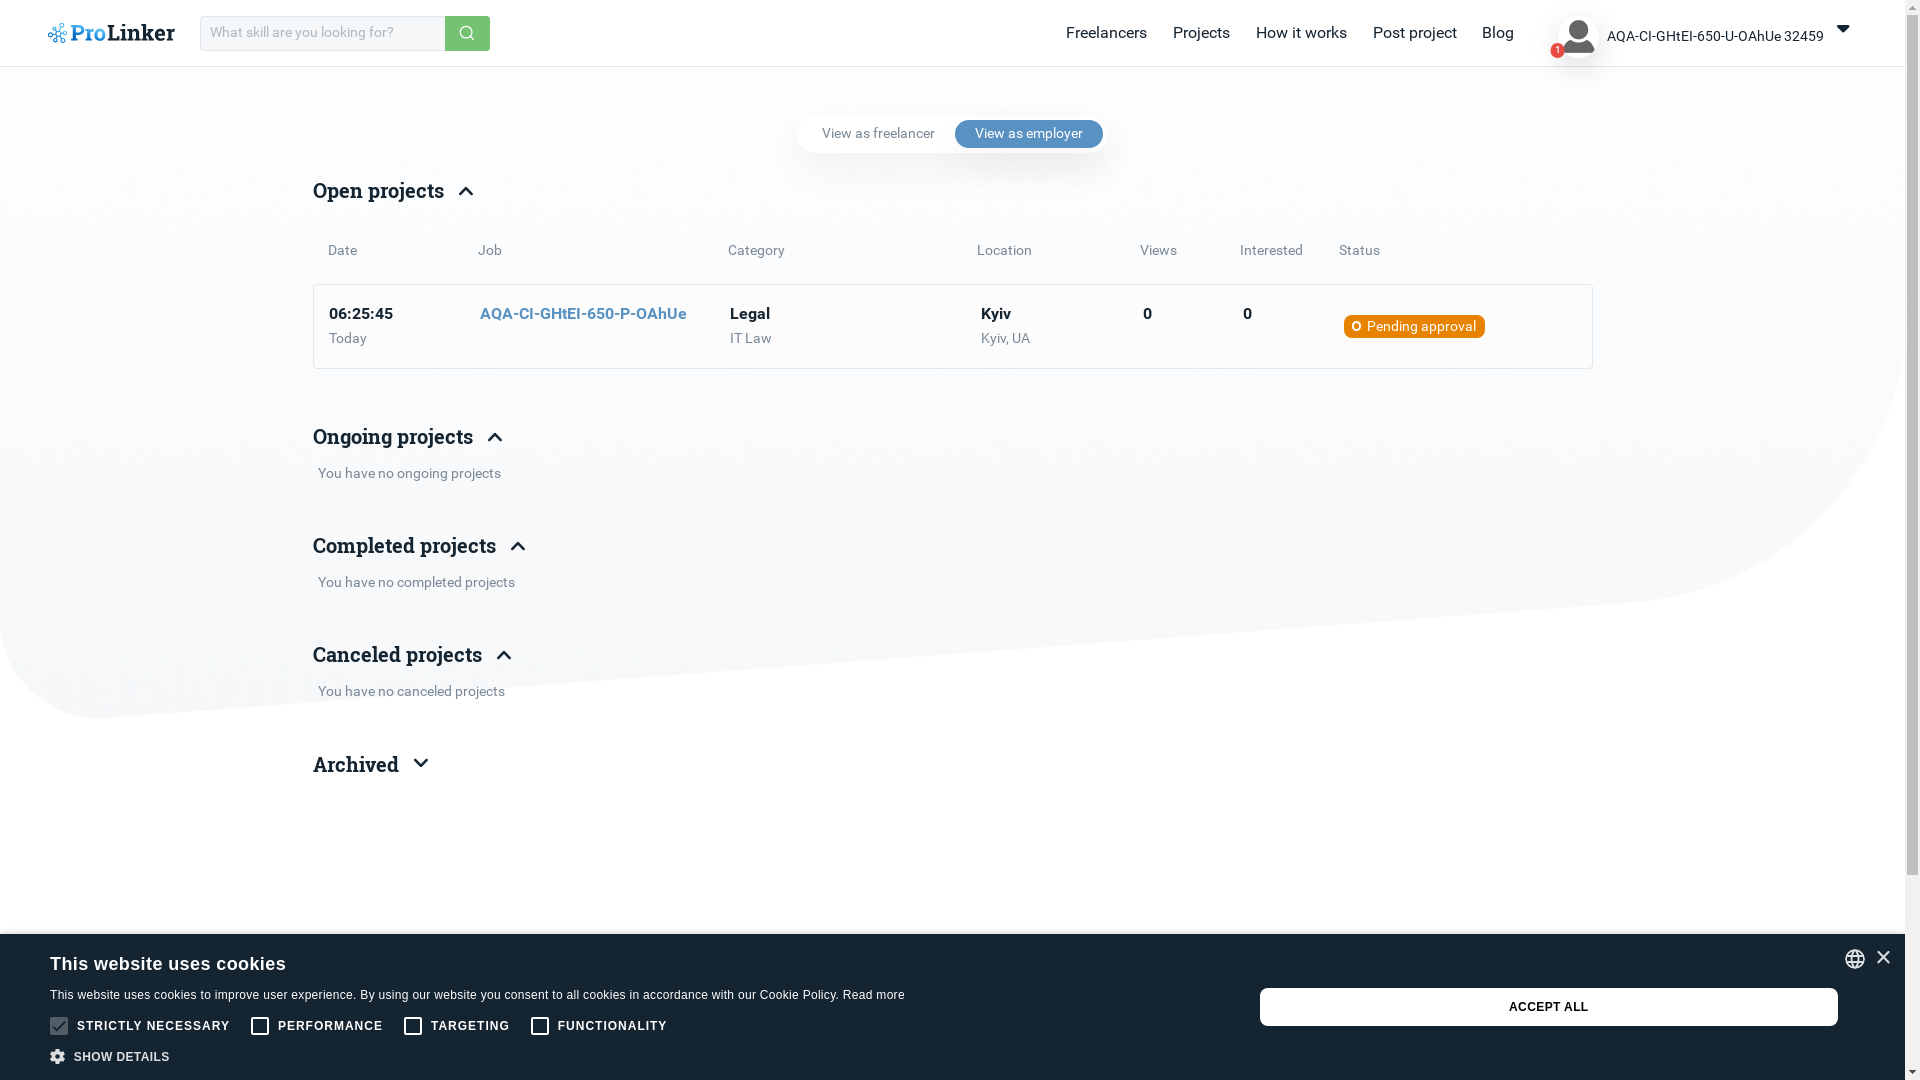 ProLinker
What skill are you looking for?
Freelancers Projects How it works Post project Blog
1
AQA-CI-GHtEI-650-U-OAhUe 32459
View as freelancer View as employer
Open projects
Date Job Category Location Views Interested Status
06:25:45 AQA-CI-GHtEI-650-P-OAhUe Legal Kyiv 0 0
Pending approval
Today IT Law Kyiv, UA
Ongoing projects
You have no ongoing projects
Completed projects
You have no completed projects
Canceled projects
You have no canceled projects
Archived
This website uses cookies
This website uses cookies to improve user experience. By using our website you consent to all cookies in accordance with our Cookie Policy. Read more
STRICTLY NECESSARY PERFORMANCE TARGETING FUNCTIONALITY
SHOW DETAILS
ACCEPT ALL